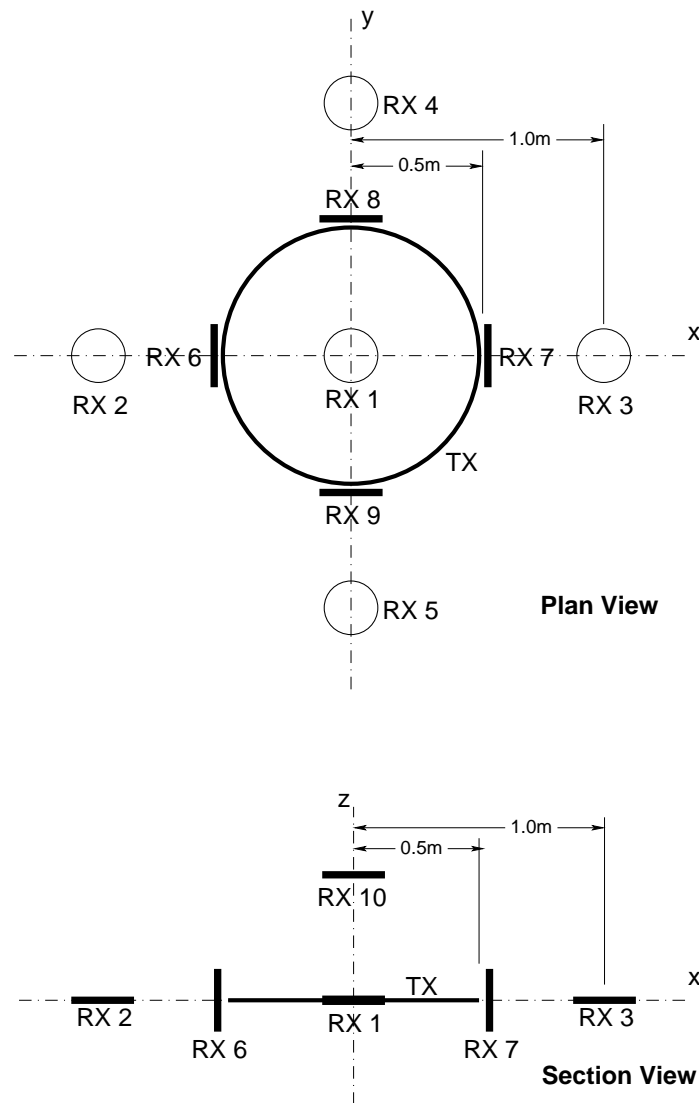 y
RX 4
1.0m
0.5m
RX 8
x
RX 6
RX 7
RX 2
RX 1
RX 3
TX
RX 9
RX 5
Plan View
z
1.0m
0.5m
RX 10
TX
x
RX 2
RX 1
RX 3
RX 6
RX 7
Section View